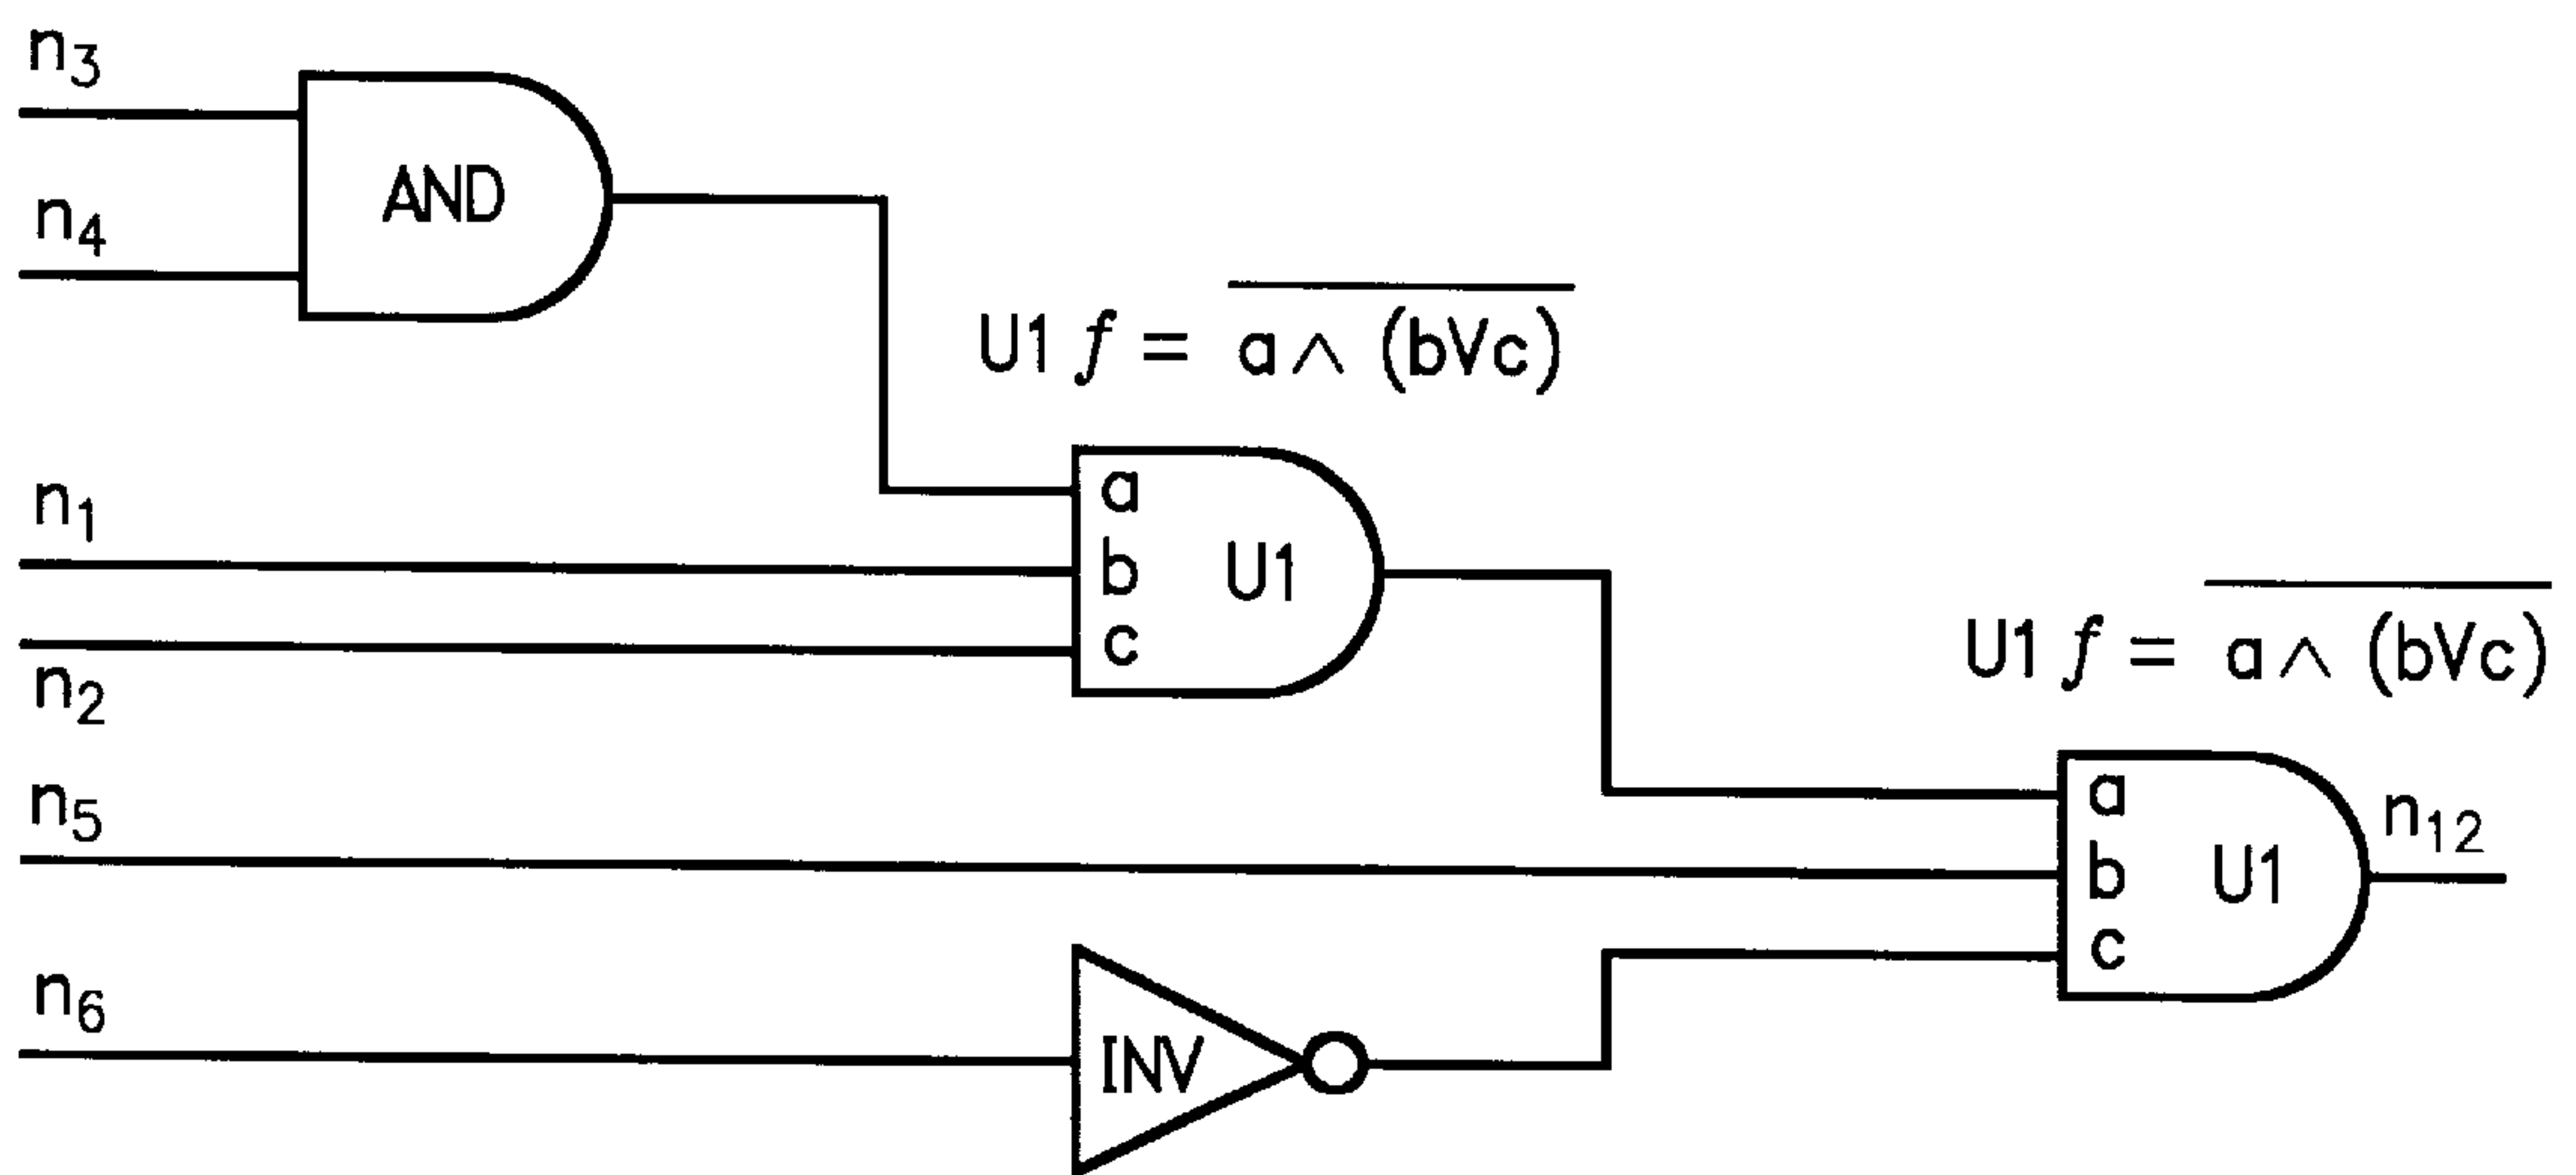 n3
AND
n4
U1 f = a∧ (bVc)
n1
a
b U1
c
n2
U1 f = a∧ (bVc)
n5
a
n12
b U1
c
n6
INV